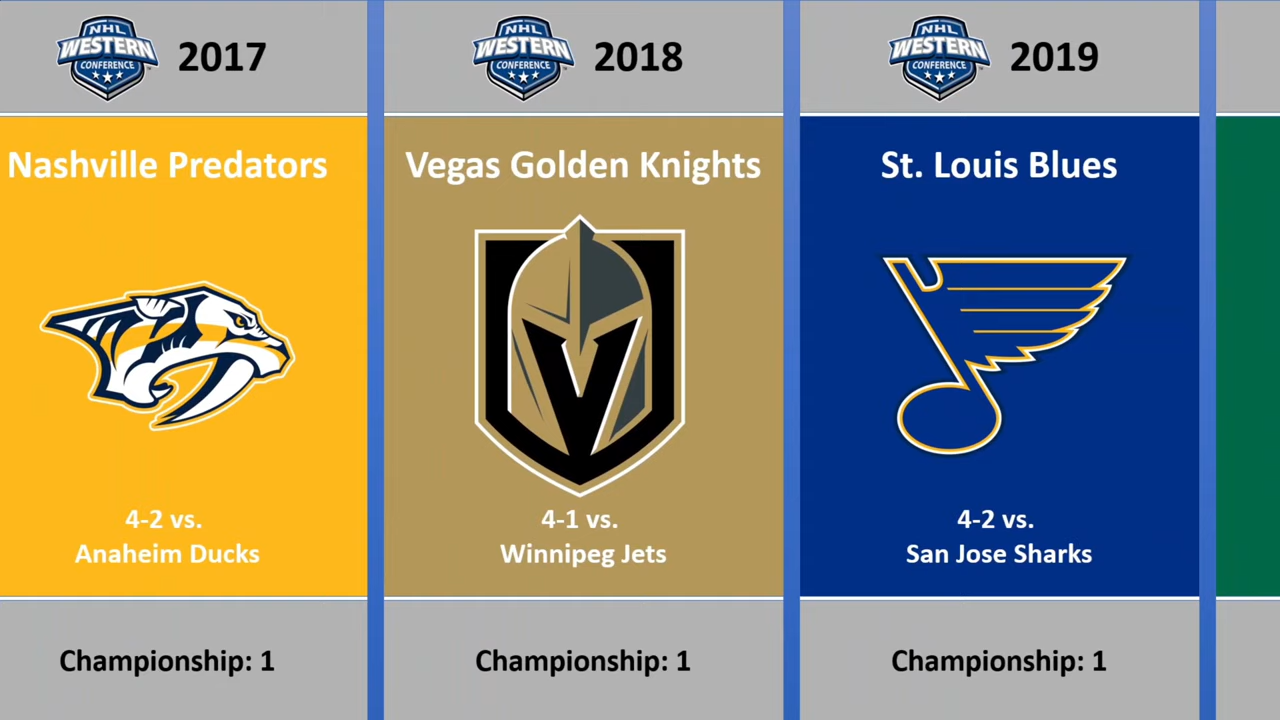 NHL
WESTERN
CONFERENCE
2017
Nashville Predators
4-2 vs.
Anaheim Ducks
Championship: 1
NHL
WESTERN
CONFERENCE
2018
Vegas Golden Knights
4-1 vs.
Winnipeg Jets
Championship: 1
NHL
WESTERN
CONFERENCE
2019
St. Louis Blues
4-2 vs.
San Jose Sharks
Championship: 1